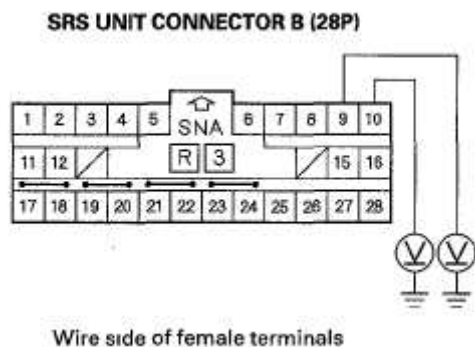 SRS UNIT CONNECTOR B (28P)
1 2 3 4 5 SNA 6 7 8 9 10
11 12 R 3 15 16
17 18 19 20 21 22 23 24 25 26 27 28
V V
Wire side of female terminals